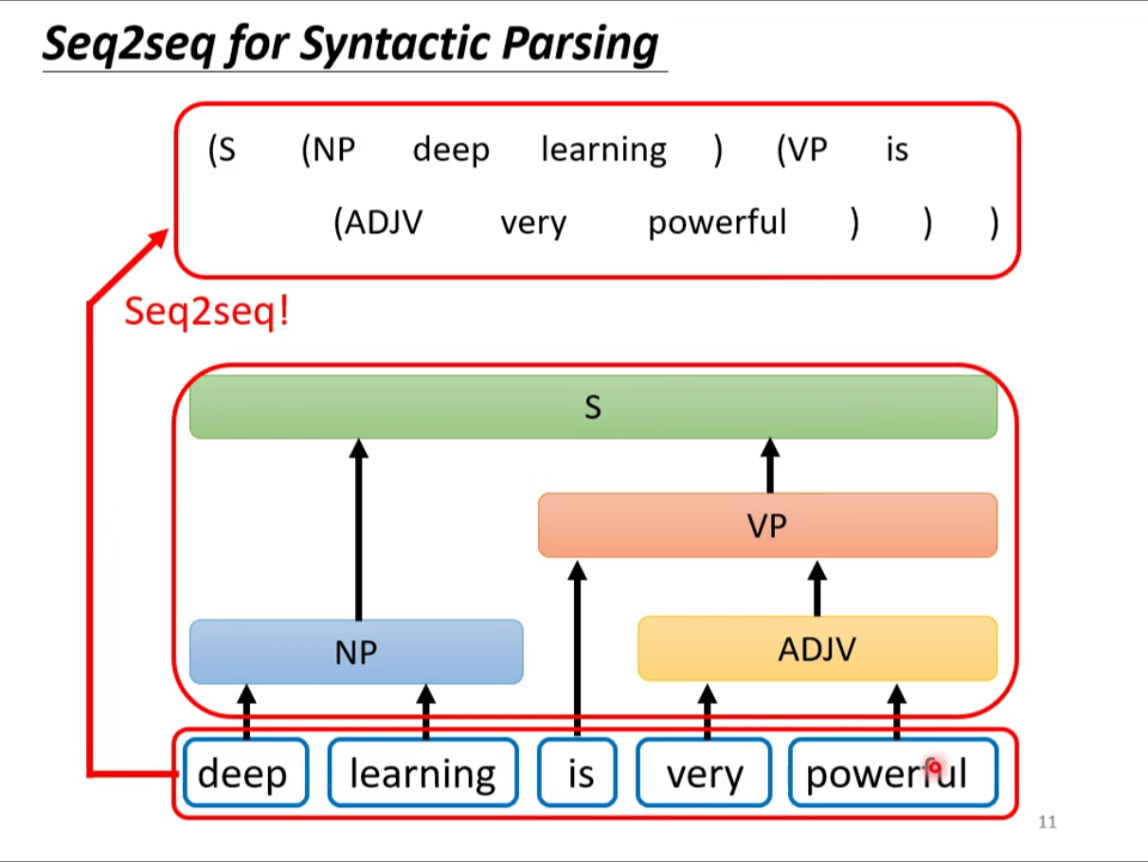 Seq2seq for Syntactic Parsing
(S (NP deep learning ) (VP is
(ADJV very powerful ) ) )
Seq2seq!
S
VP
NP
ADJV
deep learning is very powerful
11